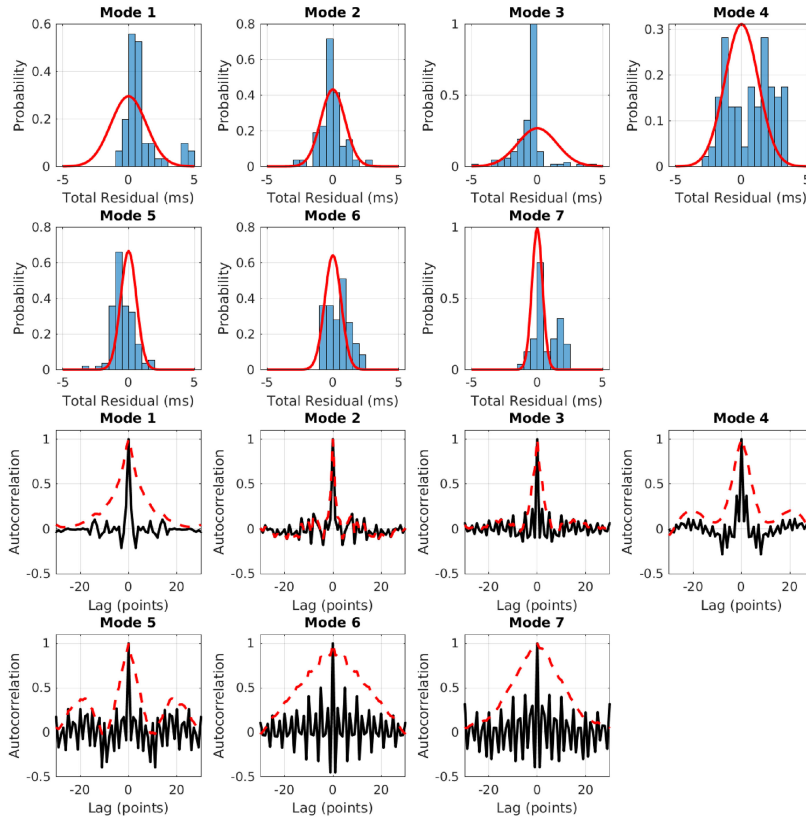 Mode 1 Mode 2 Mode 3 Mode 4
0.6 0.8 1 0.3
0.4 0.6 0.2
0.2 0.4 0.5 0.1
0 0.2 0 0
0
Probability Probability Probability Probability
-5 0 5 -5 0 5 -5 0 5 -5 0 5
Total Residual (ms) Total Residual (ms) Total Residual (ms) Total Residual (ms)
Mode 5 Mode 6 Mode 7
0.8 0.8 1
0.6 0.6
0.4 0.4 0.5
0.2 0.2
0 0 0
Probability Probability Probability
-5 0 5 -5 0 5 -5 0 5
Total Residual (ms) Total Residual (ms) Total Residual (ms)
Mode 1 Mode 2 Mode 3 Mode 4
1 1 1 1
0.5 0.5 0.5 0.5
0 0 0 0
-0.5 -0.5 -0.5 -0.5
Autocorrelation Autocorrelation Autocorrelation Autocorrelation
-20 0 20 -20 0 20 -20 0 20 -20 0 20
Lag (points) Lag (points) Lag (points) Lag (points)
Mode 5 Mode 6 Mode 7
1 1 1
0.5 0.5 0.5
0 0 0
-0.5 -0.5 -0.5
Autocorrelation Autocorrelation Autocorrelation
-20 0 20 -20 0 20 -20 0 20
Lag (points) Lag (points) Lag (points)